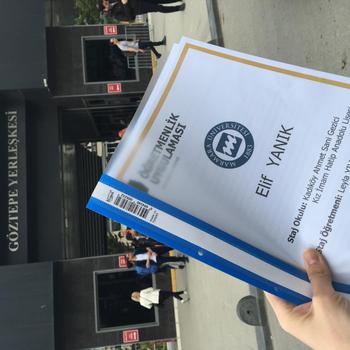 GÖZTEPE YERLEŞKESİ
ÖĞRETMENLİK
UYGULAMASI
MARMARA ÜNİVERSİTESİ
1883
Elif YANIK
Staj Okulu: Kadıköy Ahmet Sani Gezici
Kız İmam Hatip Anadolu Lisesi
Staj Öğretmeni: Leyla